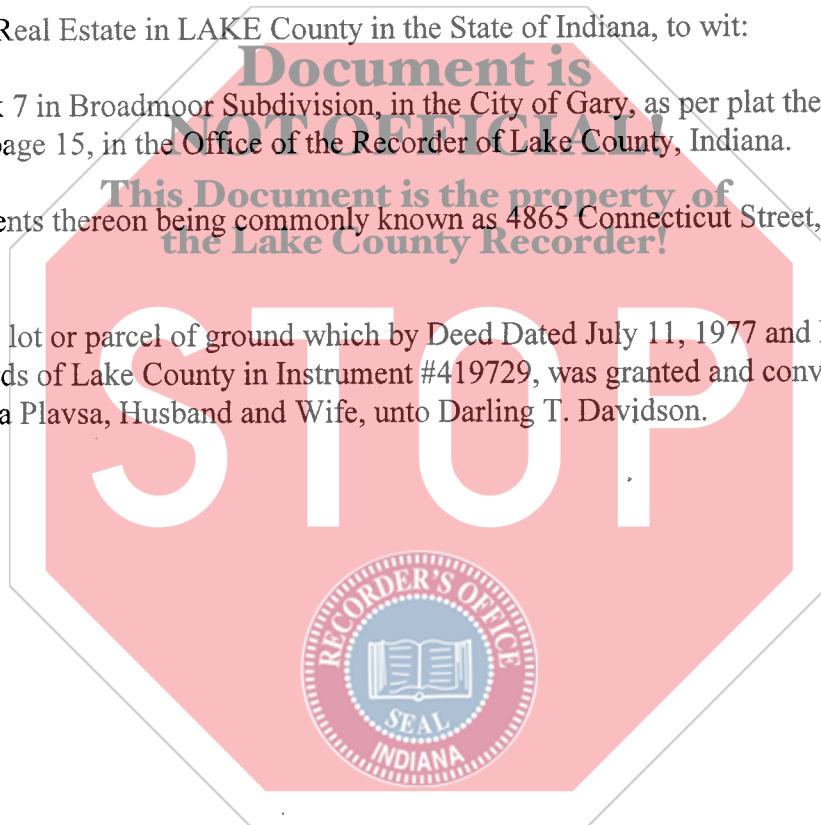 Real Estate in LAKE County in the State of Indiana, to wit:
Document is
7 in Broadmoor Subdivision, in the City of Gary, as per plat the
NOT OFFICIAL!
age 15, in the Office of the Recorder of Lake County, Indiana.
This Document is the property of
ents thereon being commonly known as 4865 Connecticut Street,
the Lake County Recorder!
STOP
lot or parcel of ground which by Deed Dated July 11, 1977 and
ds of Lake County in Instrument #419729, was granted and conv
a Plavsa, Husband and Wife, unto Darling T. Davidson.
RECORDER'S OFFICE
SEAL
INDIANA